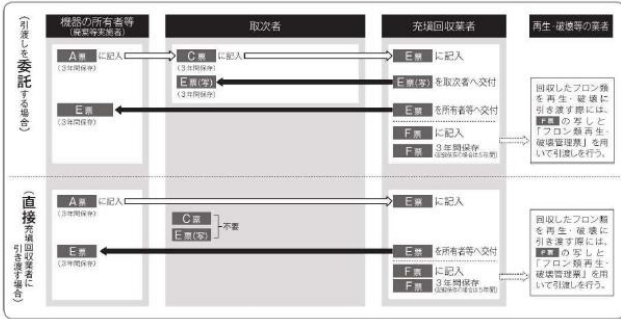 機器の所有者等
(廃棄等実施者)
取次者
充塡回収業者
再生・破壊等の業者
(引渡しを委託する場合)
A票 に記入
(3年間保存)
C票 に記入
(3年間保存)
E票 に記入
E票(写)
(3年間保存)
E票(写) を取次者へ交付
E票
(3年間保存)
E票 を所有者等へ交付
F票 に記入
F票 3年間保存
回収したフロン類
を再生・破壊に
引き渡す際には、
F票 の写しと
「フロン類再生・
破壊管理票」を用
いて引渡しを行う。
(直接充塡回収業者に引き渡す場合)
A票 に記入
(3年間保存)
C票
E票(写)
不要
E票 に記入
E票
(3年間保存)
E票 を所有者等へ交付
F票 に記入
F票 3年間保存
回収したフロン類
を再生・破壊に
引き渡す際には、
F票 の写しと
「フロン類再生・
破壊管理票」を用
いて引渡しを行う。